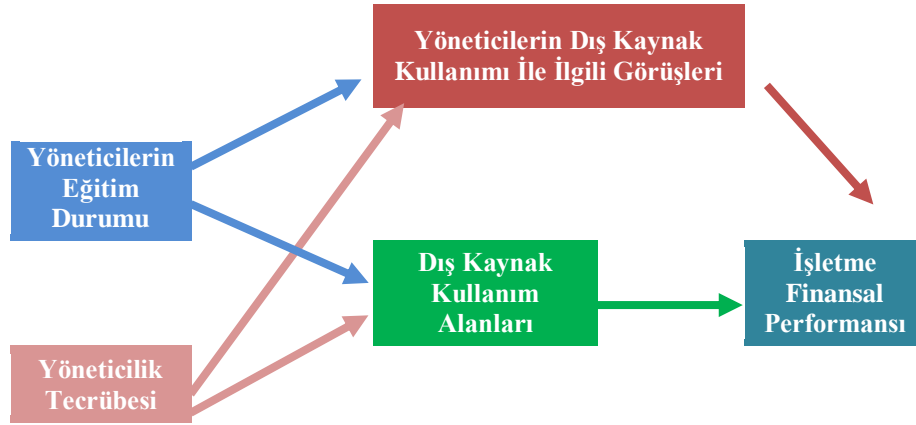 Yöneticilerin Dış Kaynak
Kullanımı İle İlgili Görüşleri
Yöneticilerin
Eğitim
Durumu
Dış Kaynak
Kullanım
Alanları
İşletme
Finansal
Performansı
Yöneticilik
Tecrübesi